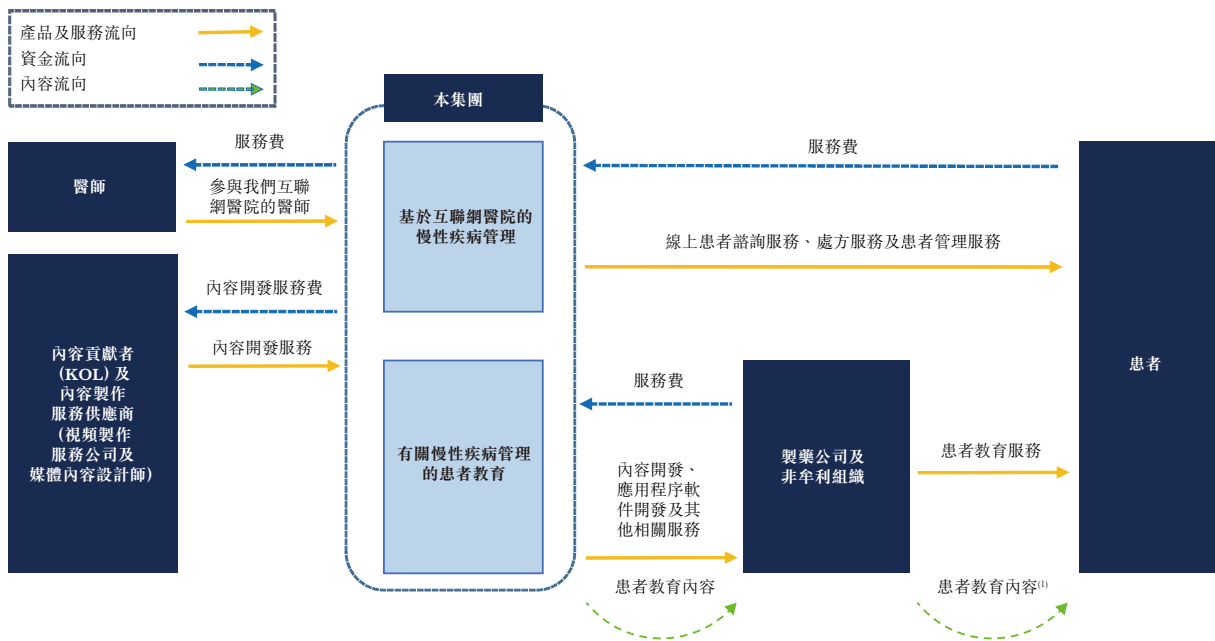 產品及服務流向
資金流向
內容流向
本集團
醫師
服務費
參與我們互聯
網醫院的醫師
基於互聯網醫院的
慢性疾病管理
服務費
線上患者諮詢服務、處方服務及患者管理服務
患者
內容貢獻者
(KOL) 及
內容製作
服務供應商
(視頻製作
服務公司及
媒體內容設計師)
內容開發服務費
內容開發服務
有關慢性疾病管理
的患者教育
服務費
內容開發、
應用程序軟
件開發及其
他相關服務
患者教育內容
製藥公司及
非牟利組織
患者教育服務
患者教育內容(1)